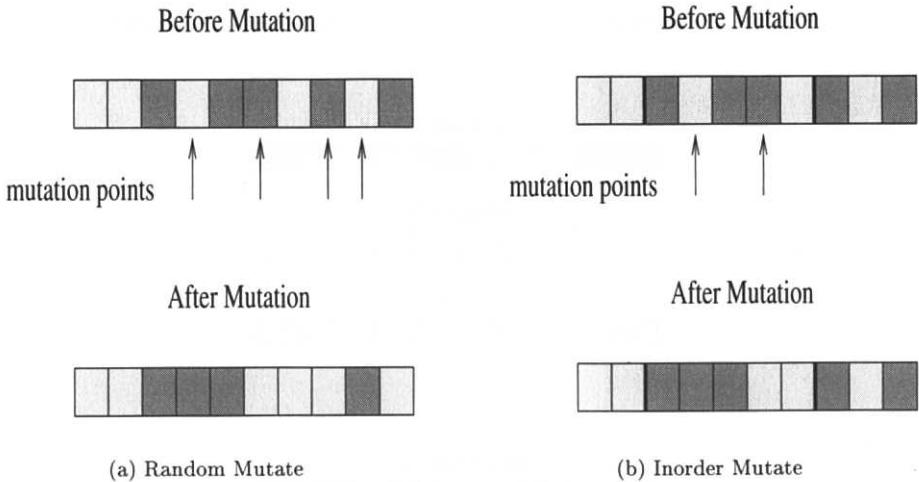 Before Mutation
mutation points
After Mutation
(a) Random Mutate
Before Mutation
mutation points
After Mutation
(b) Inorder Mutate